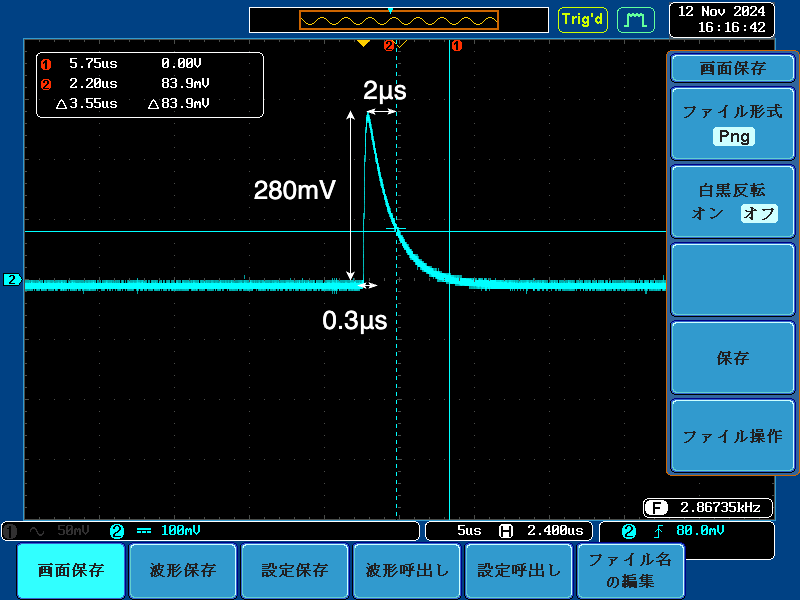 Trig'd
12 Nov 2024
16:16:42
2
1
1 5.75us 0.00V
2 2.20us 83.9mV
△3.55us △83.9mV
2μs
280mV
0.3μs
2
画面保存
ファイル形式
Png
白黒反転
オン オフ
保存
ファイル操作
F 2.86735kHz
1 50mV 2 100mV
5us H 2.400us
2 80.0mV
画面保存
波形保存
設定保存
波形呼出し
設定呼出し
ファイル名
の編集